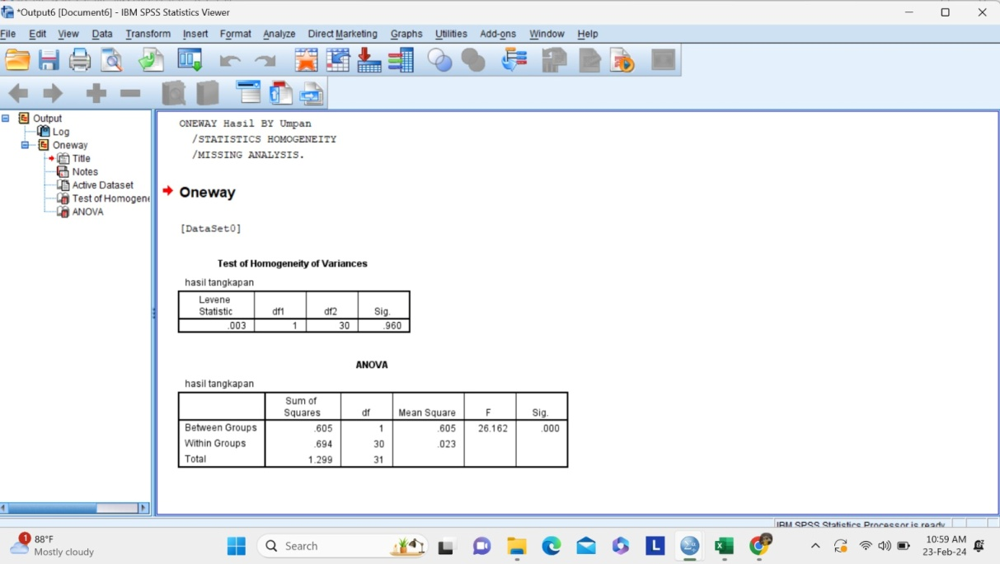 *Output6 [Document6] - IBM SPSS Statistics Viewer
File Edit View Data Transform Insert Format Analyze Direct Marketing Graphs Utilities Add-ons Window Help
Output
Log
Oneway
Title
Notes
Active Dataset
Test of Homogene
ANOVA
ONEWAY Hasil BY Umpan
/STATISTICS HOMOGENEITY
/MISSING ANALYSIS.
Oneway
[DataSet0]
Test of Homogeneity of Variances
hasil tangkapan
Levene
Statistic df1 df2 Sig.
.003 1 30 .960
ANOVA
hasil tangkapan
Sum of
Squares df Mean Square F Sig.
Between Groups .605 1 .605 26.162 .000
Within Groups .694 30 .023
Total 1.299 31
IBM SPSS Statistics Processor is ready
1
88°F
Mostly cloudy
Search
L
10:59 AM
23-Feb-24